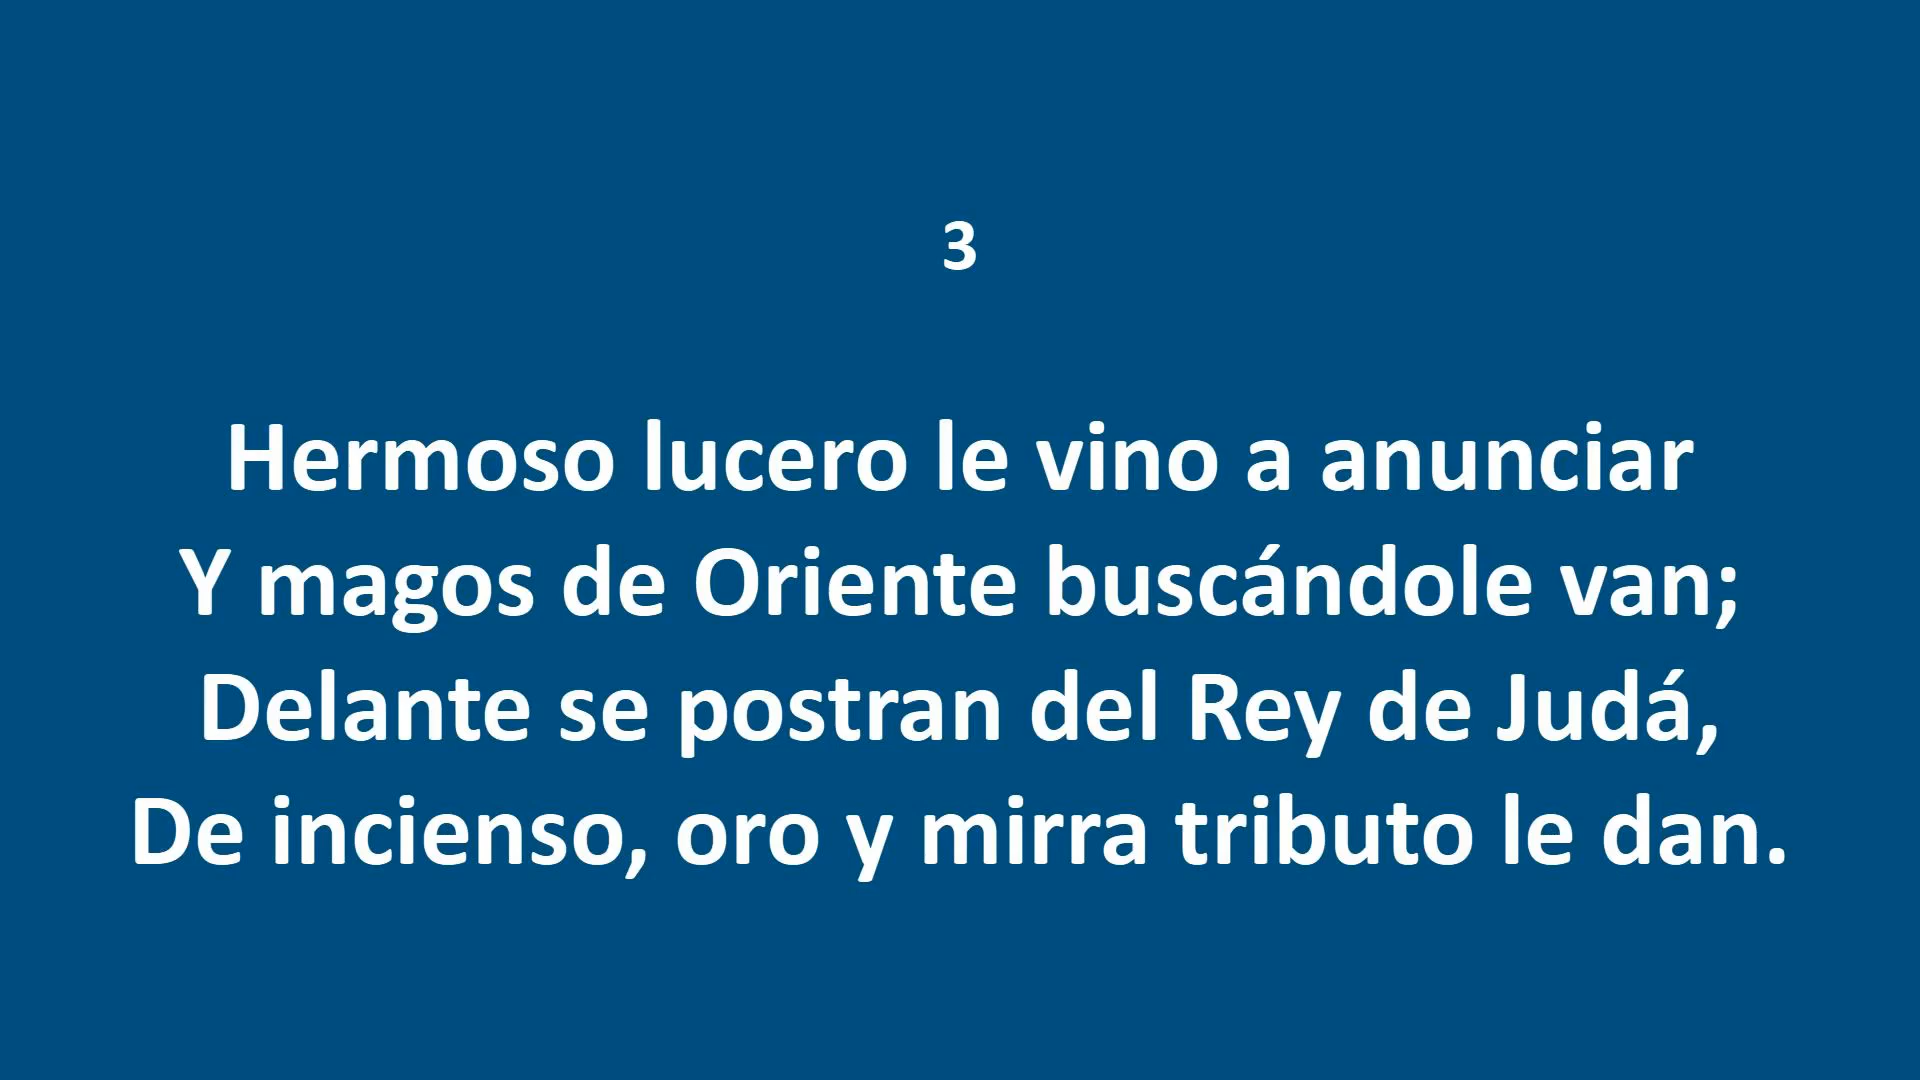 3
Hermoso lucero le vino a anunciar
Y magos de Oriente buscándole van;
Delante se postran del Rey de Judá,
De incienso, oro y mirra tributo le dan.